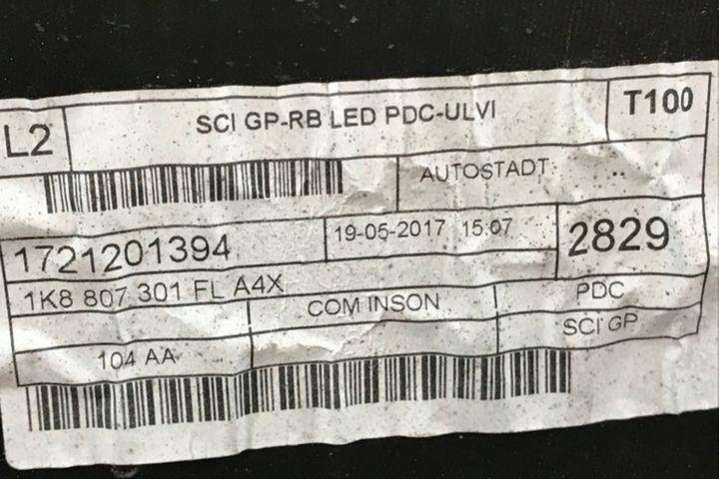 L2 SCI GP-RB LED PDC-ULVI T100
AUTOSTADT
1721201394 19-05-2017 15:07 2829
1K8 807 301 FL A4X COM INSON PDC
104 AA SCI GP